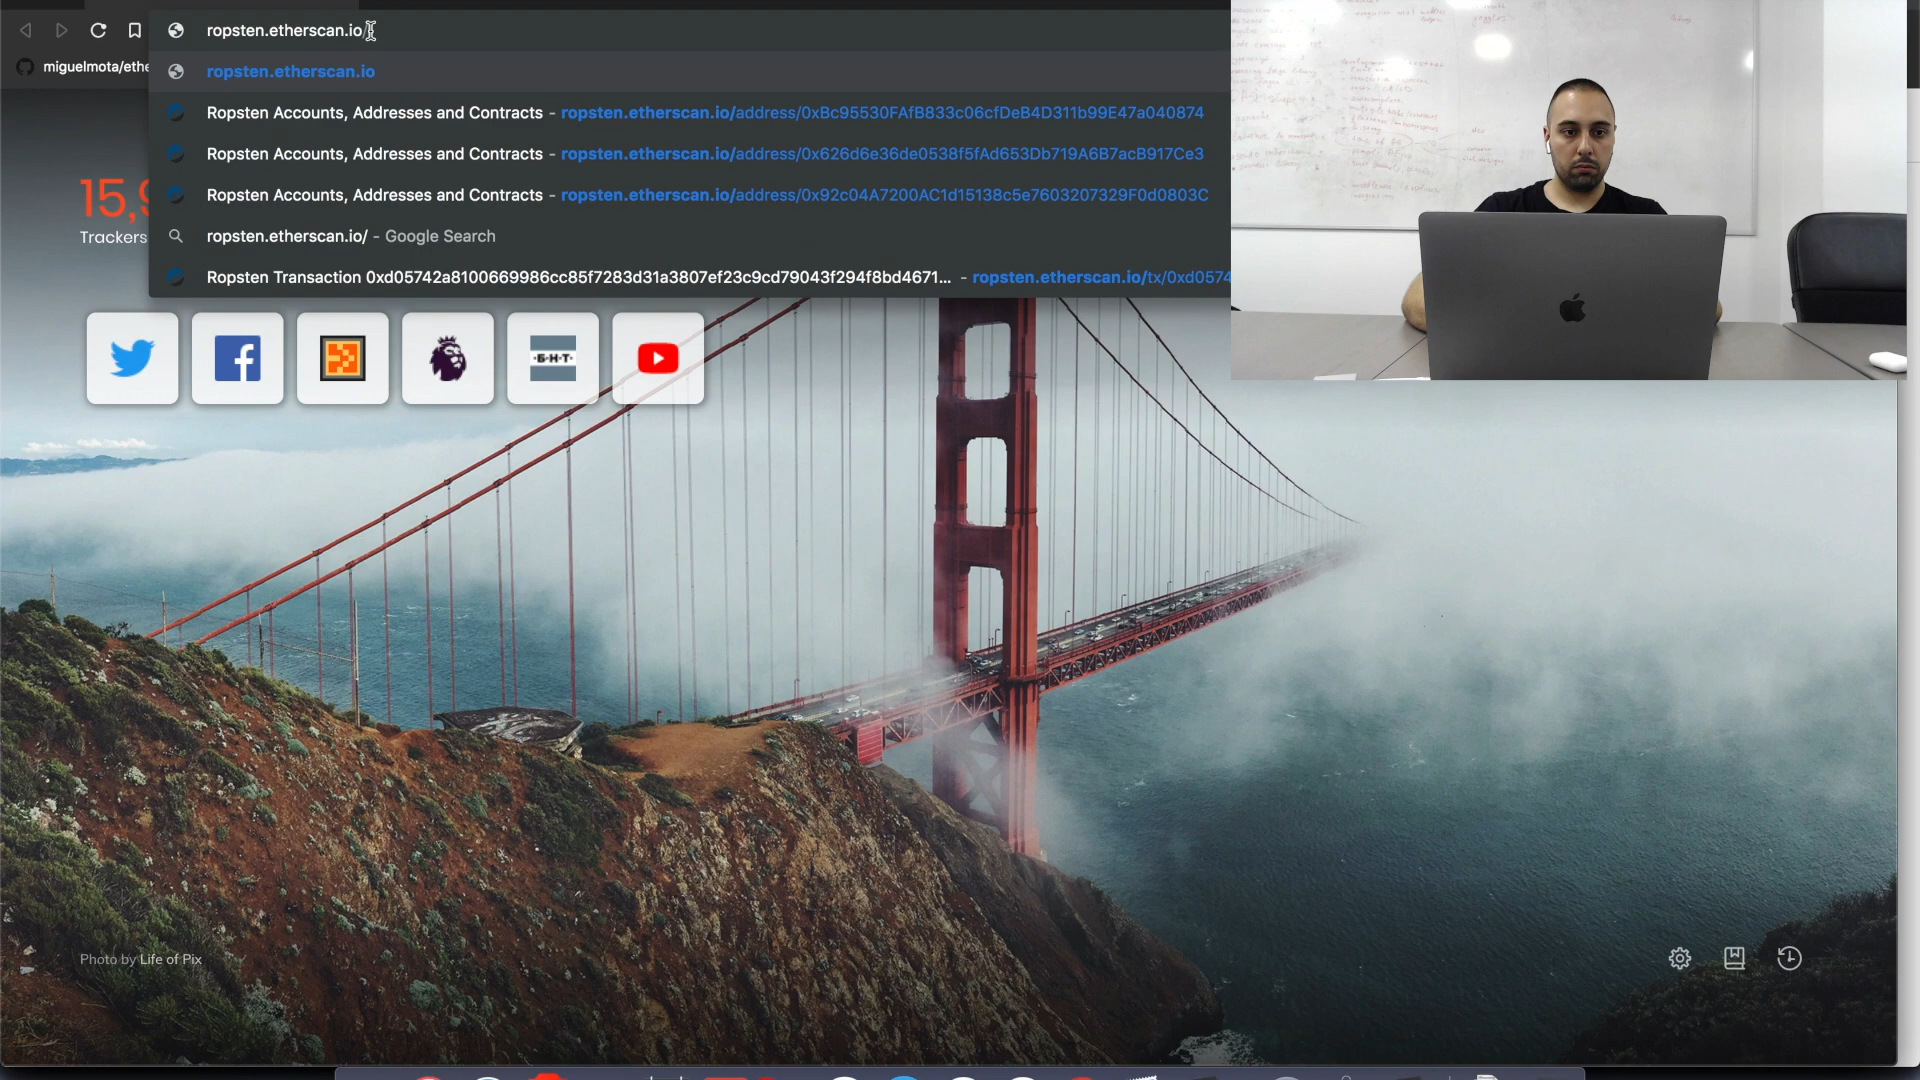 ropsten.etherscan.io/
miguelmota/ethe
ropsten.etherscan.io
Ropsten Accounts, Addresses and Contracts - ropsten.etherscan.io/address/0xBc95530FAfB833c06cfDeB4D311b99E47a040874
Ropsten Accounts, Addresses and Contracts - ropsten.etherscan.io/address/0x626d6e36de0538f5fAd653Db719A6B7acB917Ce3
Ropsten Accounts, Addresses and Contracts - ropsten.etherscan.io/address/0x92c04A7200AC1d15138c5e7603207329F0d0803C
ropsten.etherscan.io/ - Google Search
Ropsten Transaction 0xd05742a8100669986cc85f7283d31a3807ef23c9cd79043f294f8bd4671... - ropsten.etherscan.io/tx/0xd0574
15,9
Trackers
·Б·Н·Т·
Photo by Life of Pix